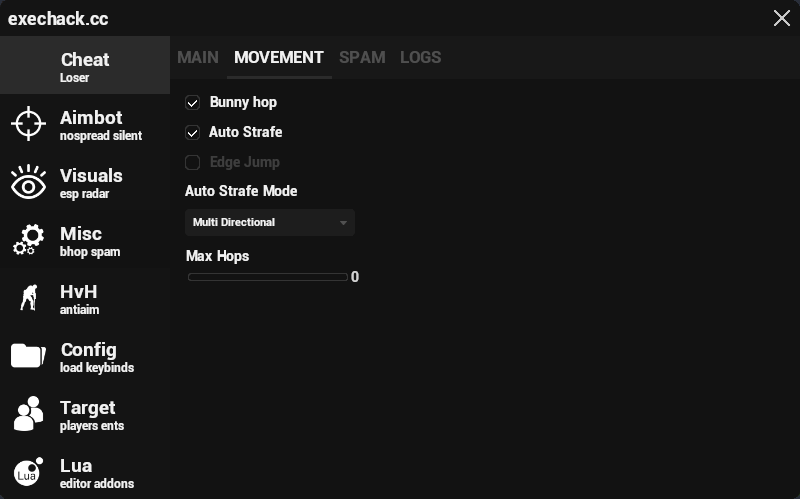 exechack.cc
Cheat
Loser
Aimbot
nospread silent
Visuals
esp radar
Misc
bhop spam
HvH
antiaim
Config
load keybinds
Target
players ents
Lua
Lua
editor addons
MAIN MOVEMENT SPAM LOGS
Bunny hop
Auto Strafe
Edge Jump
Auto Strafe Mode
Multi Directional
Max Hops
0